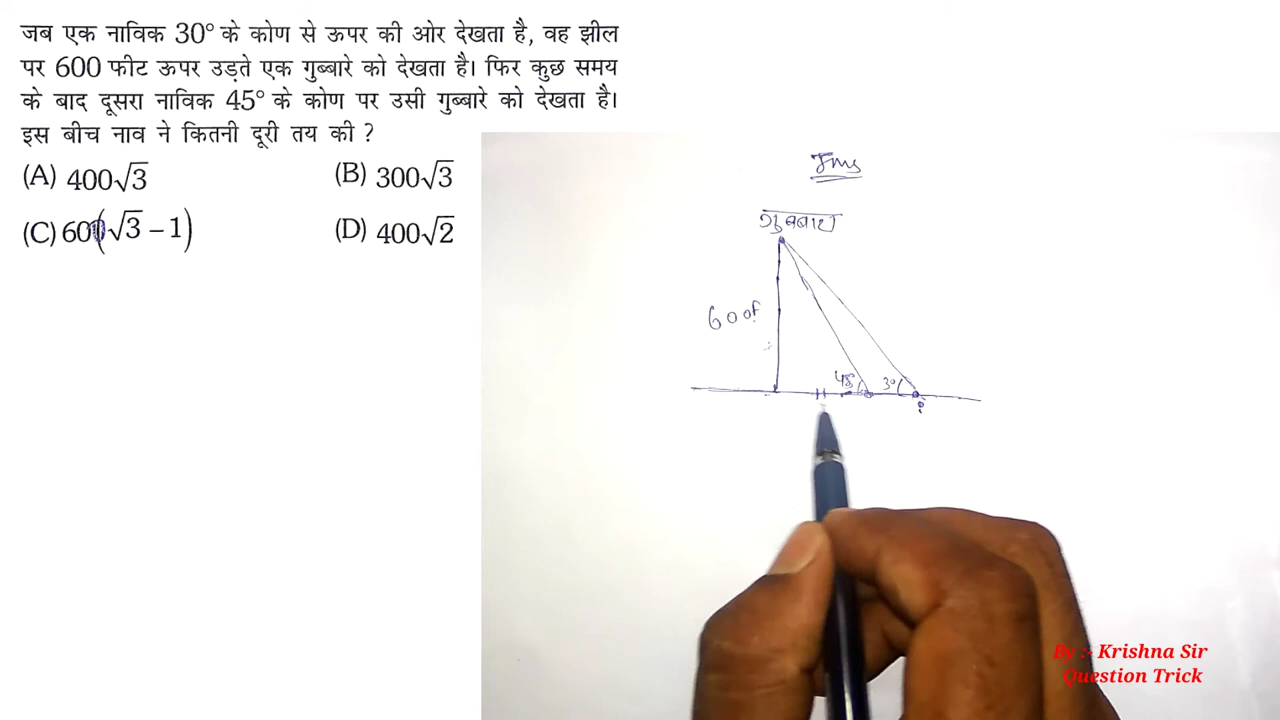 जब एक नाविक 30° के कोण से ऊपर की ओर देखता है, वह झील
पर 600 फीट ऊपर उड़ते एक गुब्बारे को देखता है। फिर कुछ समय
के बाद दूसरा नाविक 45° के कोण पर उसी गुब्बारे को देखता है।
इस बीच नाव ने कितनी दूरी तय की ?
(A) 400√3 (B) 300√3
(C) 600(√3 − 1) (D) 400√2
गुब्बारा
600f
45 30
By :- Krishna Sir
Question Trick